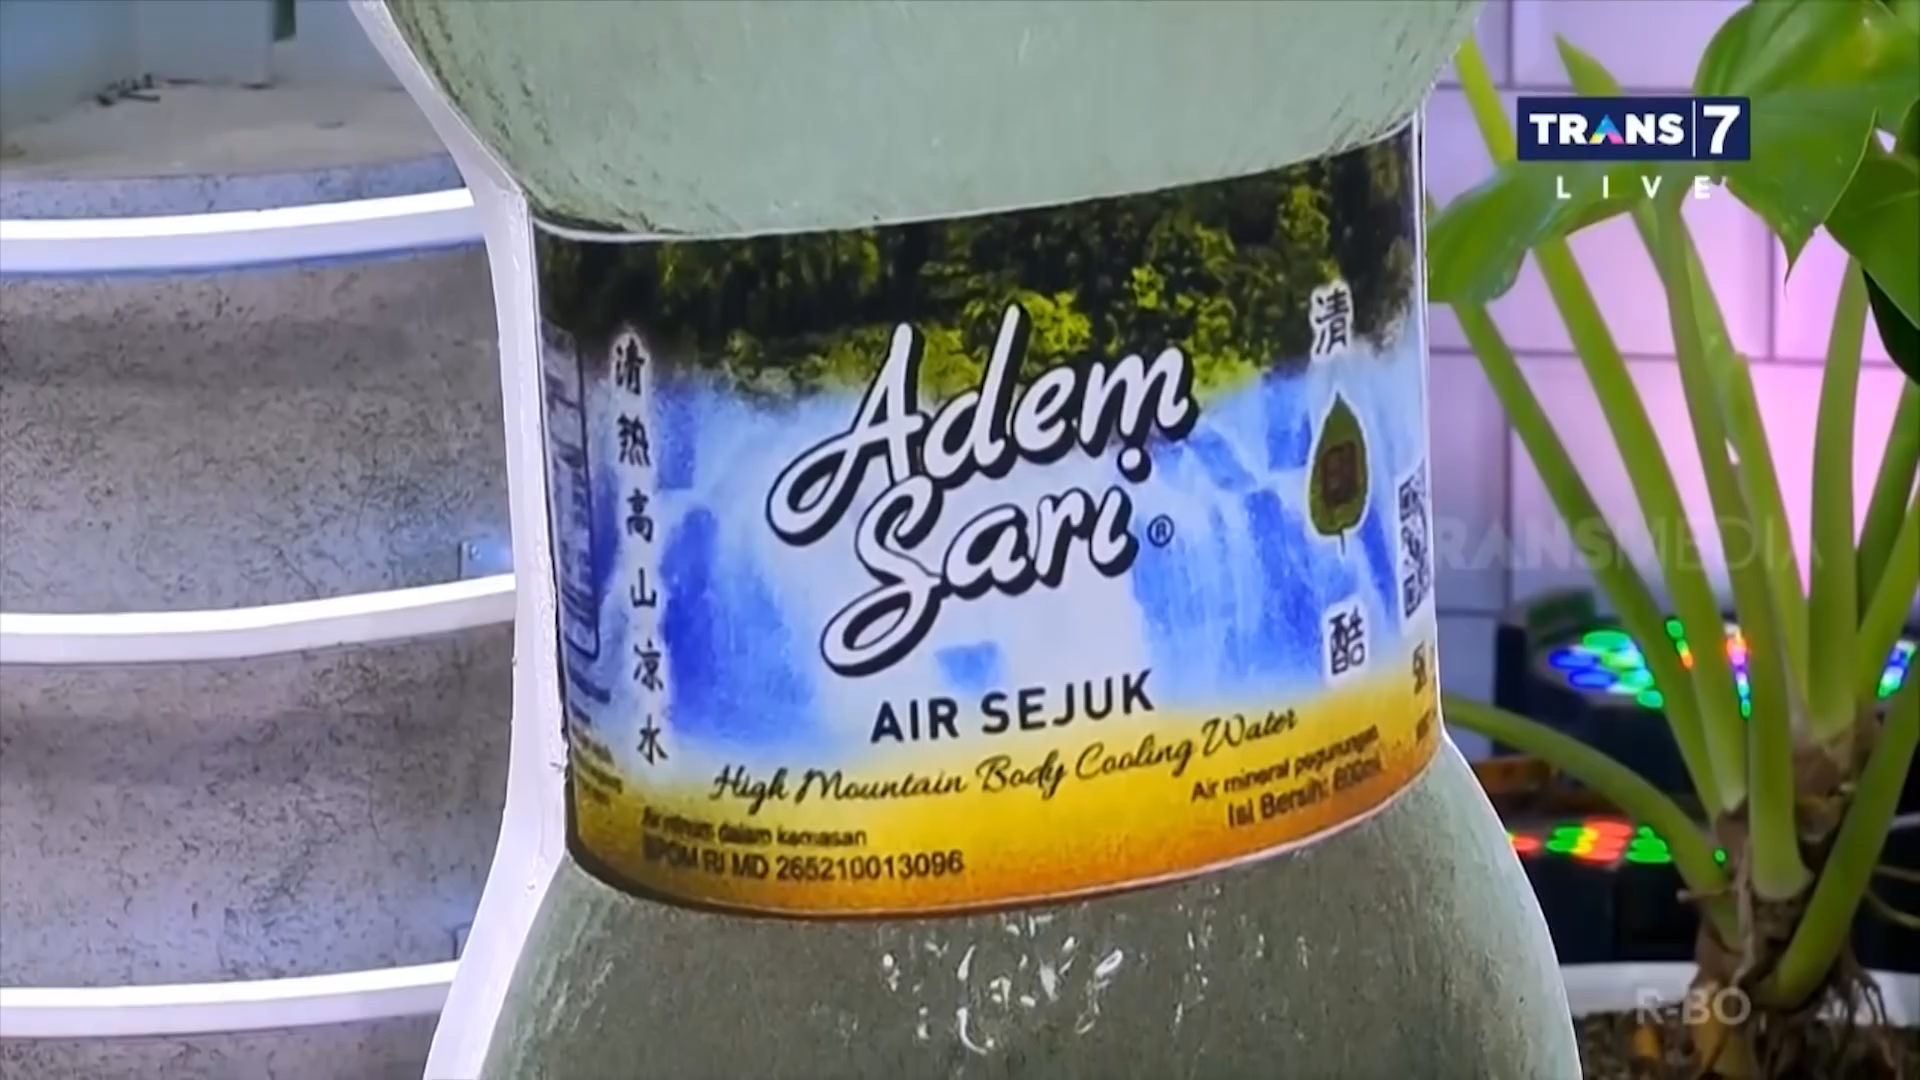 TRANS 7
LIVE
清熱高山凉水
清
Adem
Sari ®
酷
AIR SEJUK
High Mountain Body Cooling Water
Air mineral pegunungan
Isi Bersih: 600mL
Air minum dalam kemasan
BPOM RI MD 265210013096
TRANSMEDIA
R-BO